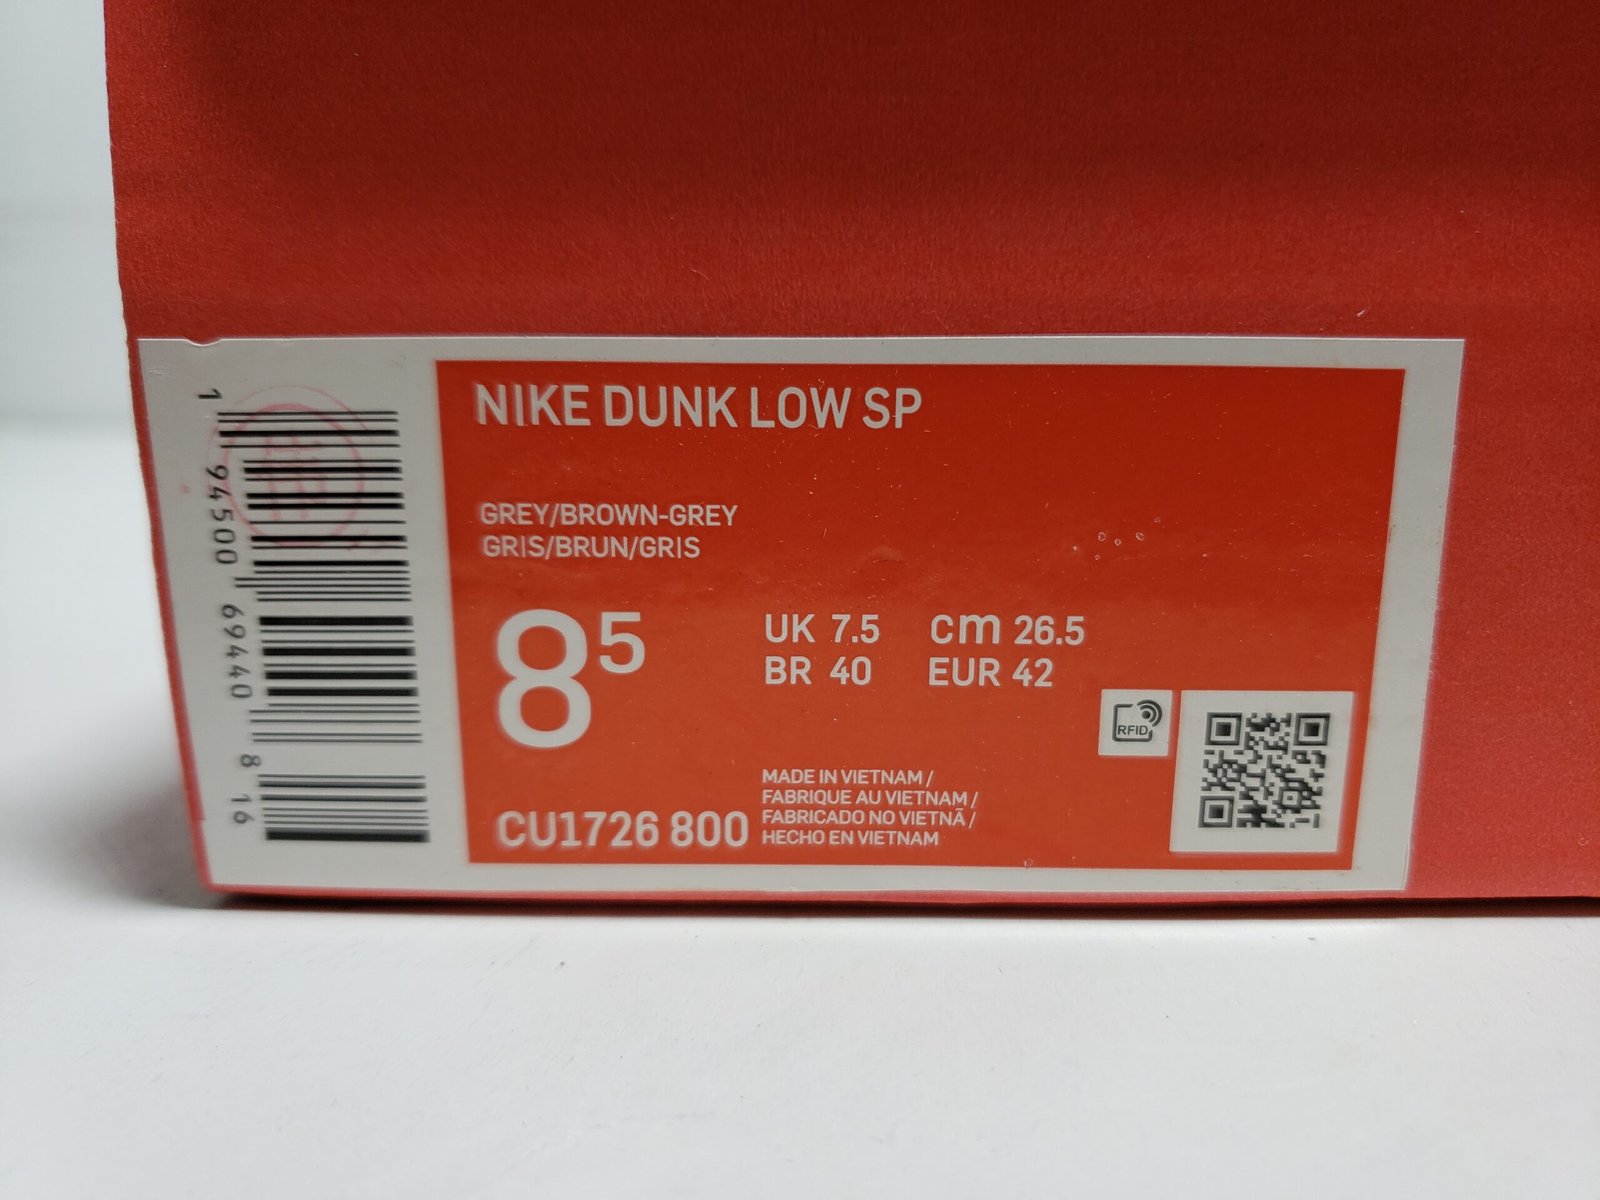 NIKE DUNK LOW SP
GREY/BROWN-GREY
GRIS/BRUN/GRIS
8 5
UK 7.5 cm 26.5
BR 40 EUR 42
RFID
MADE IN VIETNAM /
FABRIQUE AU VIETNAM /
FABRICADO NO VIETNÃ /
HECHO EN VIETNAM
CU1726 800
1 94500 69440 8 16